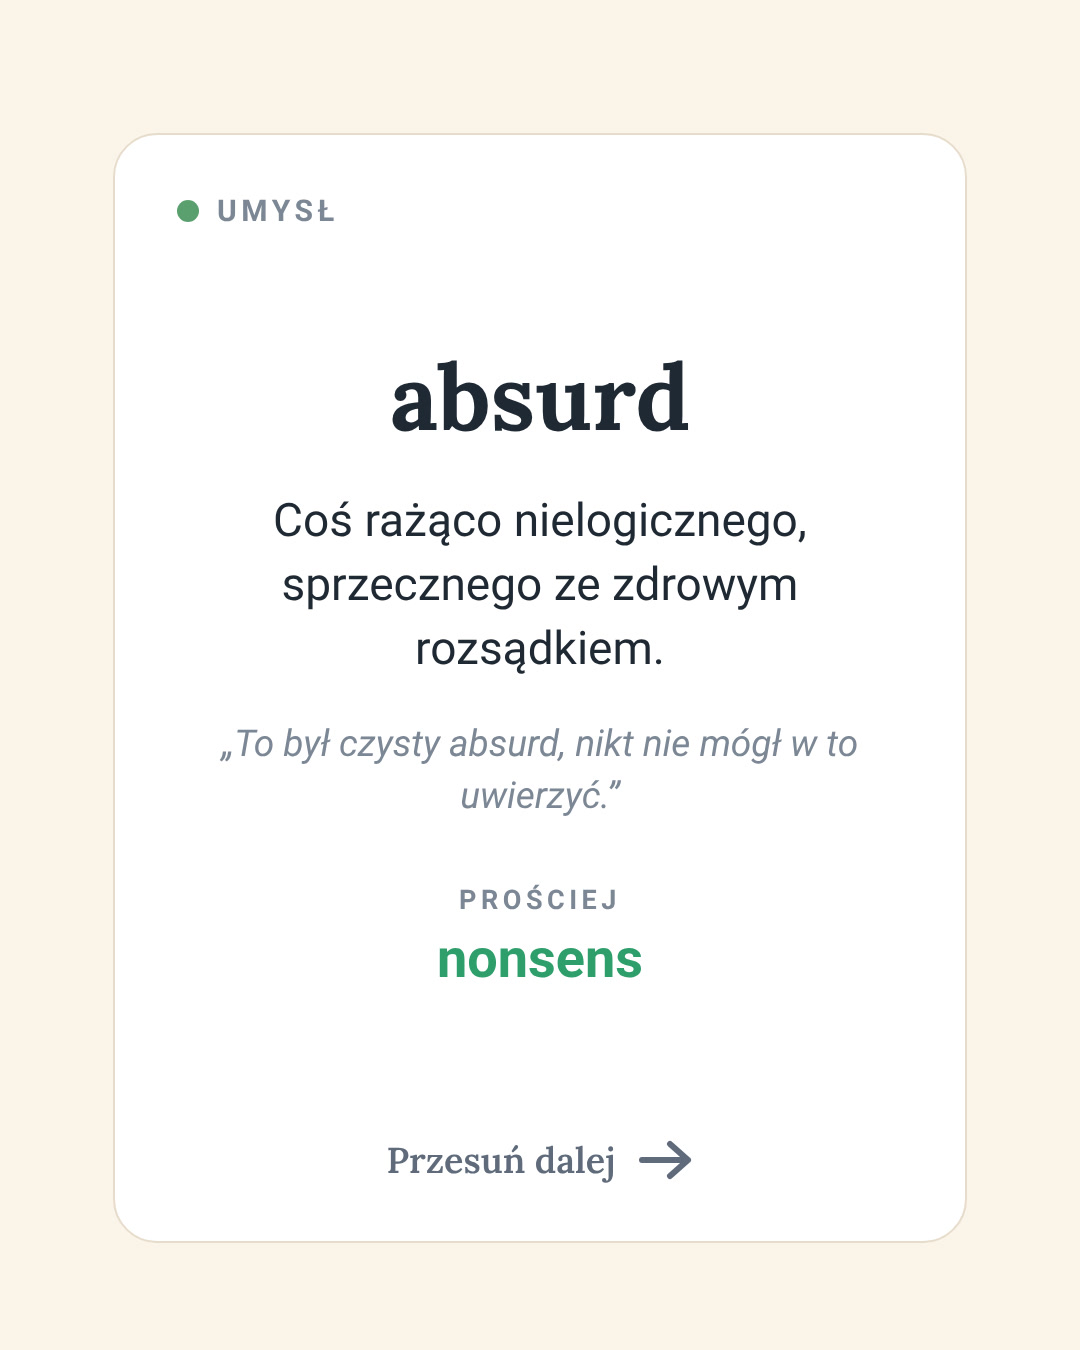 UMYSŁ
absurd
Coś rażąco nielogicznego,
sprzecznego ze zdrowym
rozsądkiem.
„To był czysty absurd, nikt nie mógł w to
uwierzyć.”
PROŚCIEJ
nonsens
Przesuń dalej →